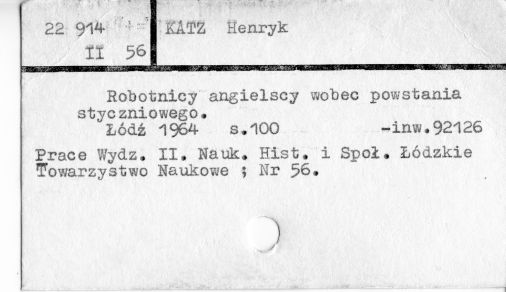 22 914 KATZ Henryk
II 56
Robotnicy angielscy wobec powstania
styczniowego.
Łódź 1964 s.100 -inw.92126
Prace Wydz. II. Nauk. Hist. i Społ. Łódzkie
Towarzystwo Naukowe ; Nr 56.